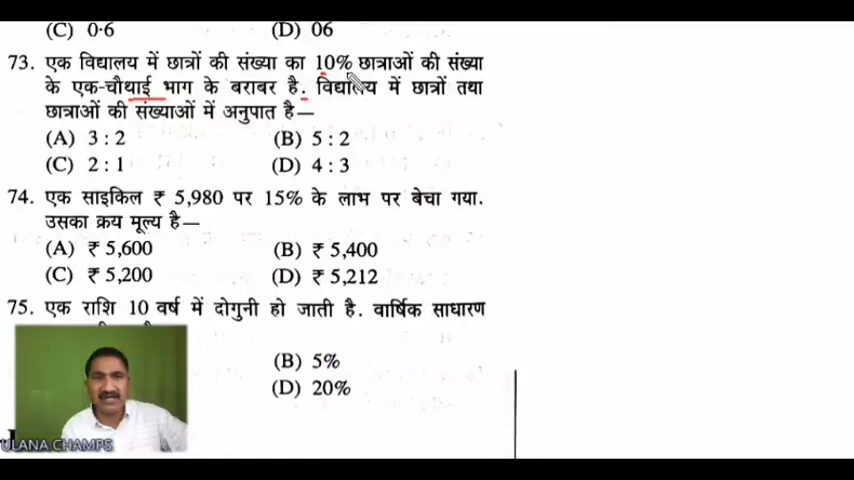 (C) 0·6 (D) 06
73. एक विद्यालय में छात्रों की संख्या का 10% छात्राओं की संख्या
के एक-चौथाई भाग के बराबर है. विद्यालय में छात्रों तथा
छात्राओं की संख्याओं में अनुपात है—
(A) 3 : 2 (B) 5 : 2
(C) 2 : 1 (D) 4 : 3
74. एक साइकिल ₹ 5,980 पर 15% के लाभ पर बेचा गया.
उसका क्रय मूल्य है—
(A) ₹ 5,600 (B) ₹ 5,400
(C) ₹ 5,200 (D) ₹ 5,212
75. एक राशि 10 वर्ष में दोगुनी हो जाती है. वार्षिक साधारण
(B) 5%
(D) 20%
ULANA CHAMPS